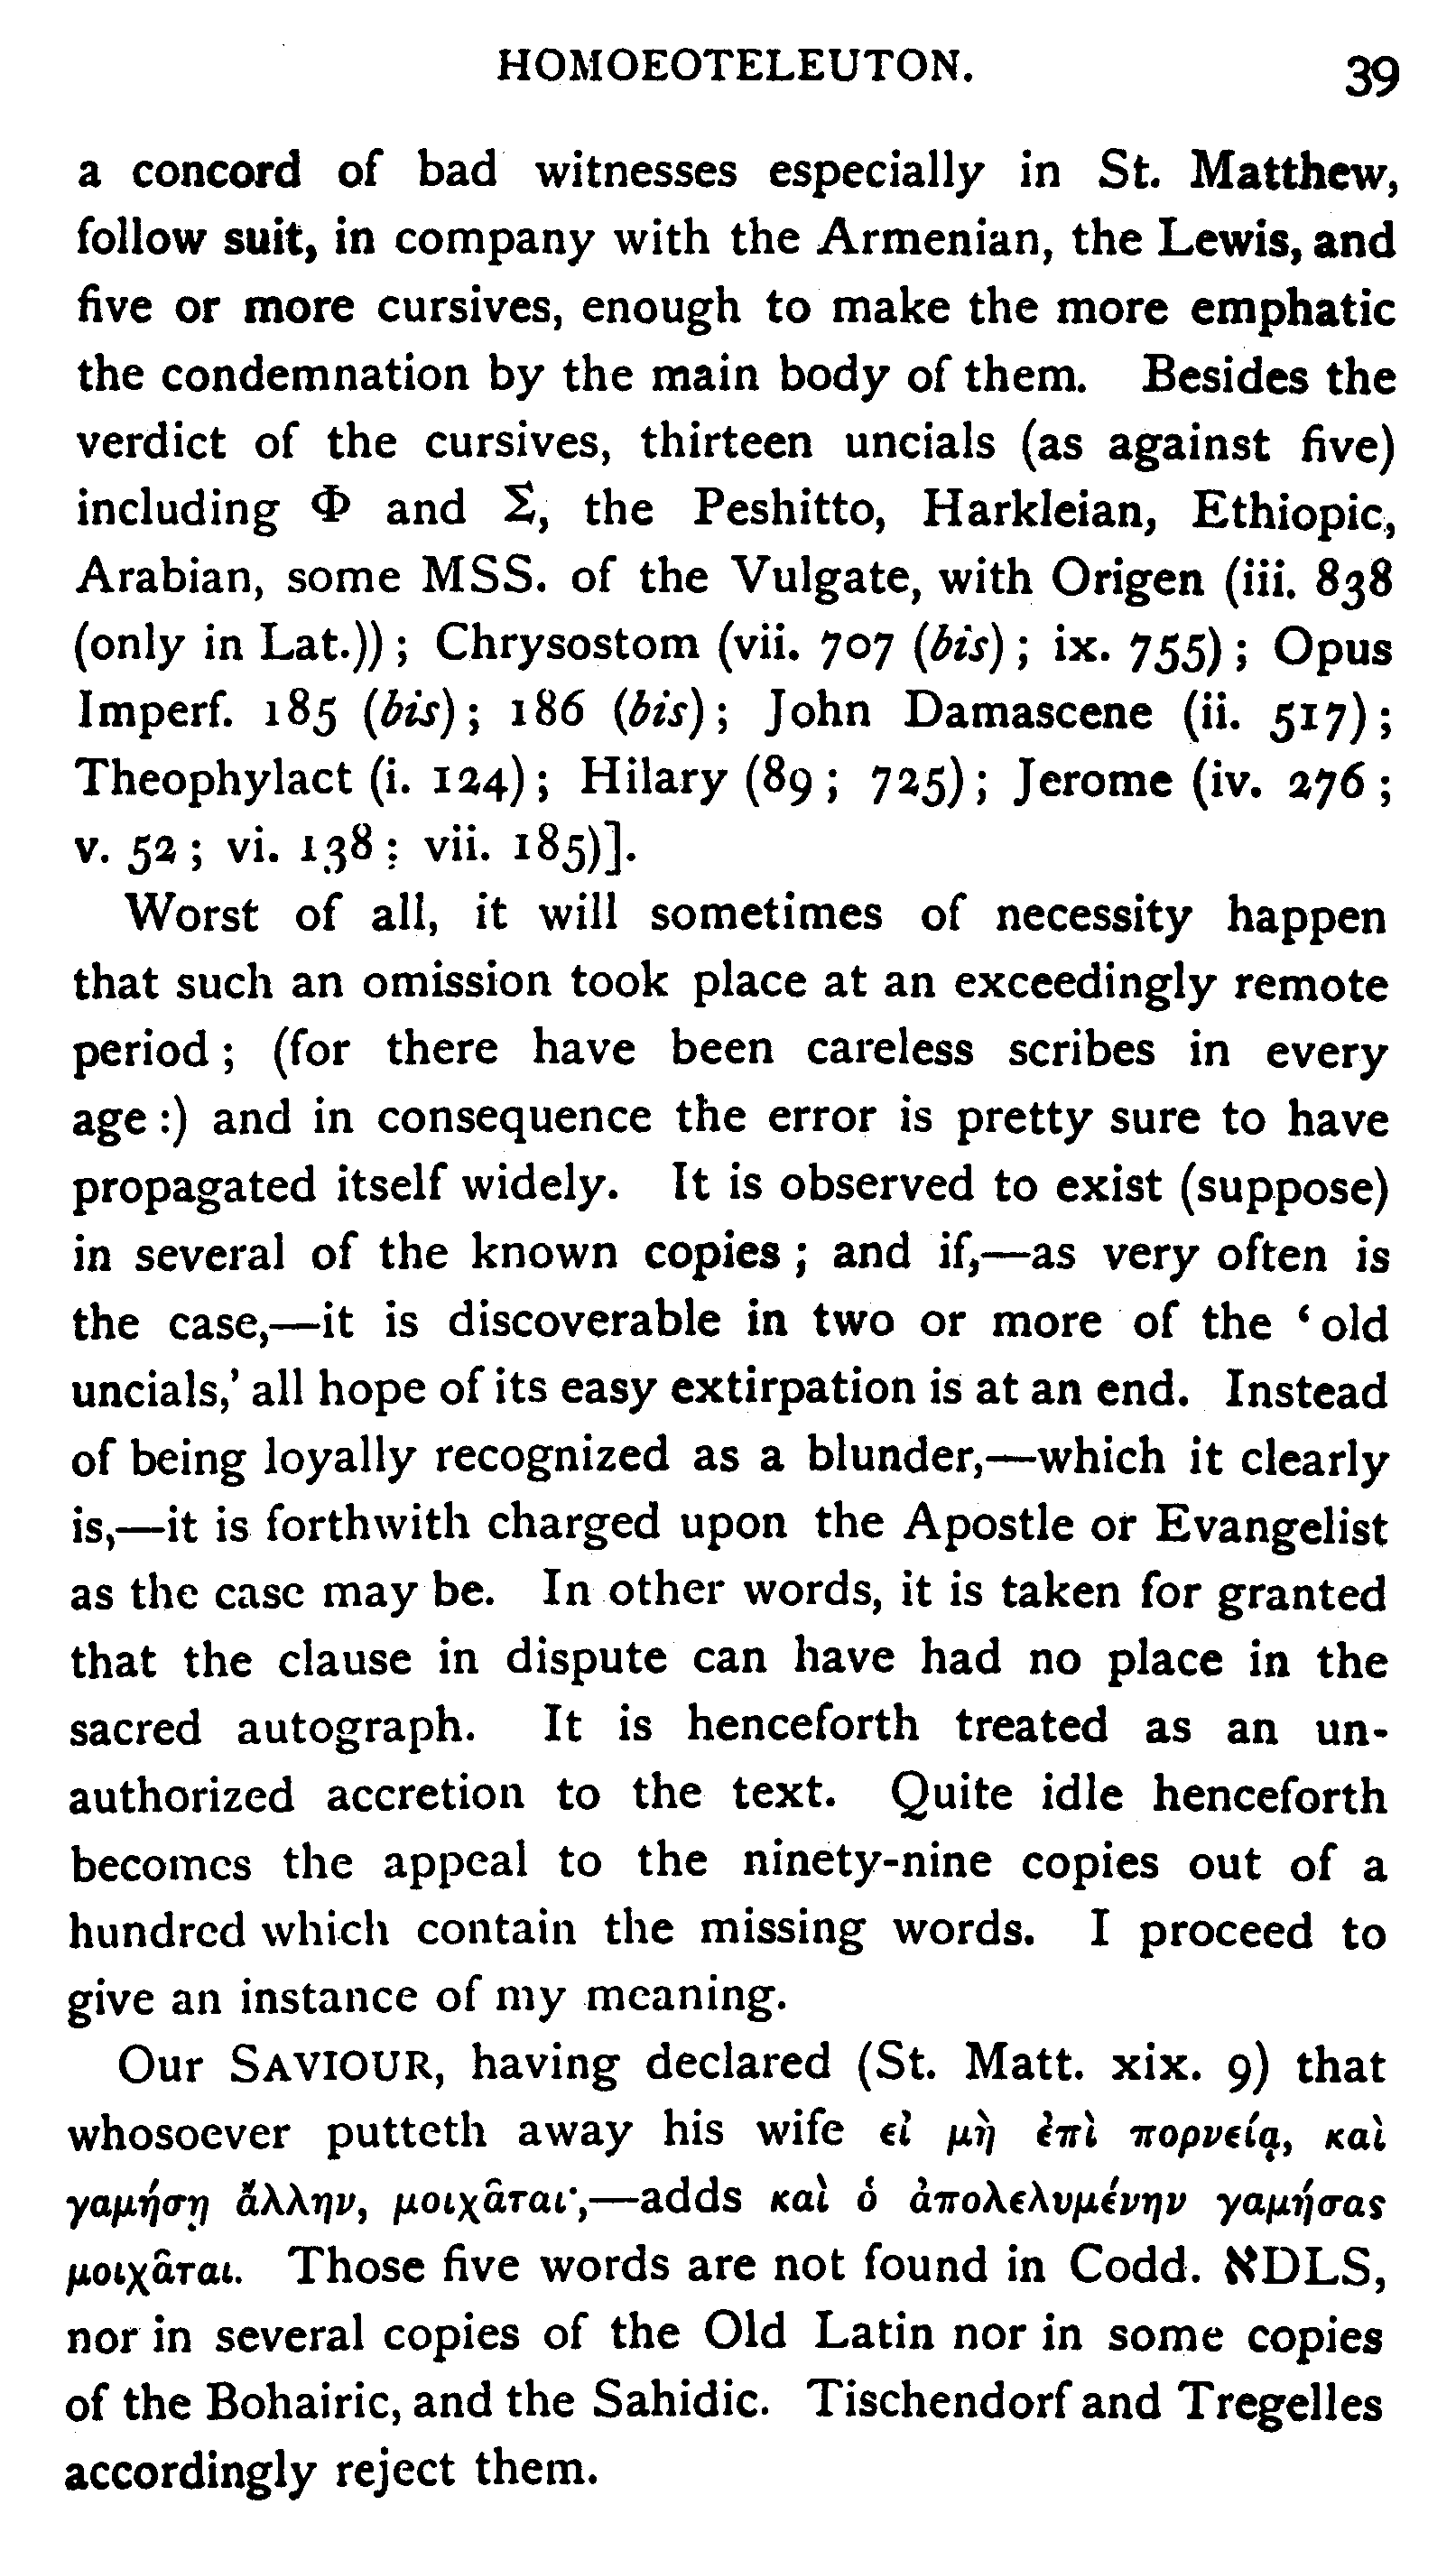 HOMOEOTELEUTON. 39
a concord of bad witnesses especially in St. Matthew,
follow suit, in company with the Armenian, the Lewis, and
five or more cursives, enough to make the more emphatic
the condemnation by the main body of them. Besides the
verdict of the cursives, thirteen uncials (as against five)
including Φ and Σ, the Peshitto, Harkleian, Ethiopic,
Arabian, some MSS. of the Vulgate, with Origen (iii. 838
(only in Lat.)) ; Chrysostom (vii. 707 (bis) ; ix. 755) ; Opus
Imperf. 185 (bis) ; 186 (bis) ; John Damascene (ii. 517) ;
Theophylact (i. 124) ; Hilary (89 ; 725) ; Jerome (iv. 276 ;
v. 52 ; vi. 138 ; vii. 185)].
Worst of all, it will sometimes of necessity happen
that such an omission took place at an exceedingly remote
period ; (for there have been careless scribes in every
age :) and in consequence the error is pretty sure to have
propagated itself widely. It is observed to exist (suppose)
in several of the known copies ; and if,—as very often is
the case,—it is discoverable in two or more of the ‘old
uncials,’ all hope of its easy extirpation is at an end. Instead
of being loyally recognized as a blunder,—which it clearly
is,—it is forthwith charged upon the Apostle or Evangelist
as the case may be. In other words, it is taken for granted
that the clause in dispute can have had no place in the
sacred autograph. It is henceforth treated as an un-
authorized accretion to the text. Quite idle henceforth
becomes the appeal to the ninety-nine copies out of a
hundred which contain the missing words. I proceed to
give an instance of my meaning.
Our SAVIOUR, having declared (St. Matt. xix. 9) that
whosoever putteth away his wife εἰ μὴ ἐπὶ πορνείᾳ, καὶ
γαμήσῃ ἄλλην, μοιχᾶται·,—adds καὶ ὁ ἀπολελυμένην γαμήσας
μοιχᾶται. Those five words are not found in Codd. אDLS,
nor in several copies of the Old Latin nor in some copies
of the Bohairic, and the Sahidic. Tischendorf and Tregelles
accordingly reject them.